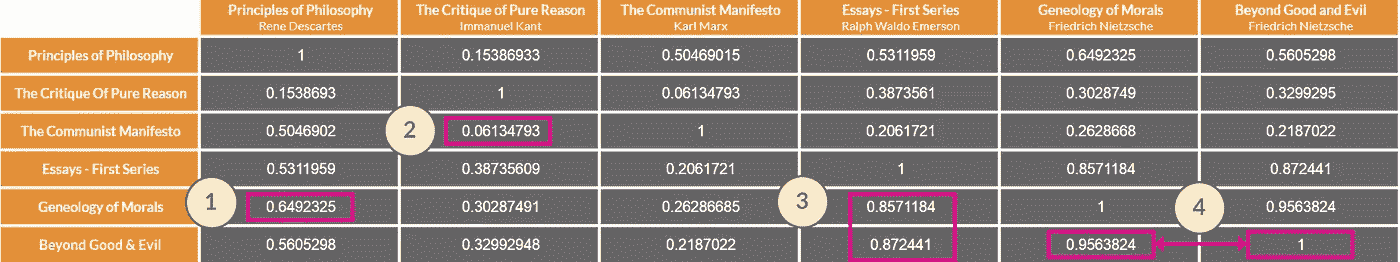 Principles of Philosophy The Critique of Pure Reason The Communist Manifesto Essays - First Series Geneology of Morals Beyond Good and Evil
Rene Descartes Immanuel Kant Karl Marx Ralph Waldo Emerson Friedrich Nietzsche Friedrich Nietzsche
Principles of Philosophy 1 0.15386933 0.50469015 0.5311959 0.6492325 0.5605298
The Critique Of Pure Reason 0.1538693 1 0.06134793 0.3873561 0.3028749 0.3299295
The Communist Manifesto 0.5046902 2 0.06134793 1 0.2061721 0.2628668 0.2187022
Essays - First Series 0.5311959 0.38735609 0.2061721 1 0.8571184 0.872441
Geneology of Morals 1 0.6492325 0.30287491 0.26286685 3 0.8571184 1 4 0.9563824
Beyond Good & Evil 0.5605298 0.32992948 0.2187022 0.872441 0.9563824 1